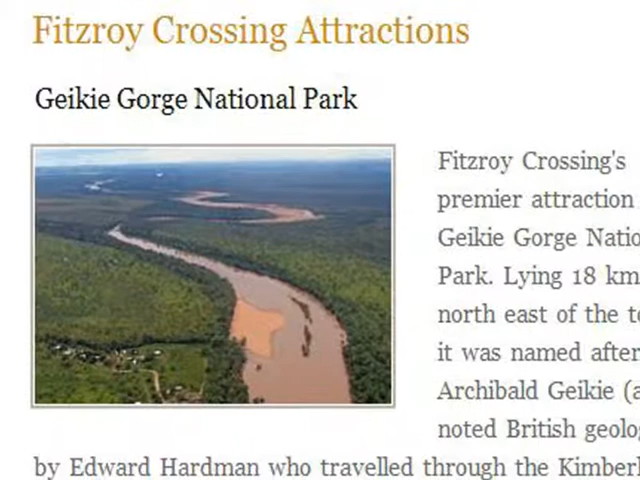 Fitzroy Crossing Attractions
Geikie Gorge National Park
Fitzroy Crossing's
premier attraction
Geikie Gorge Natio
Park. Lying 18 km
north east of the t
it was named after
Archibald Geikie (a
noted British geolo
by Edward Hardman who travelled through the Kimberl